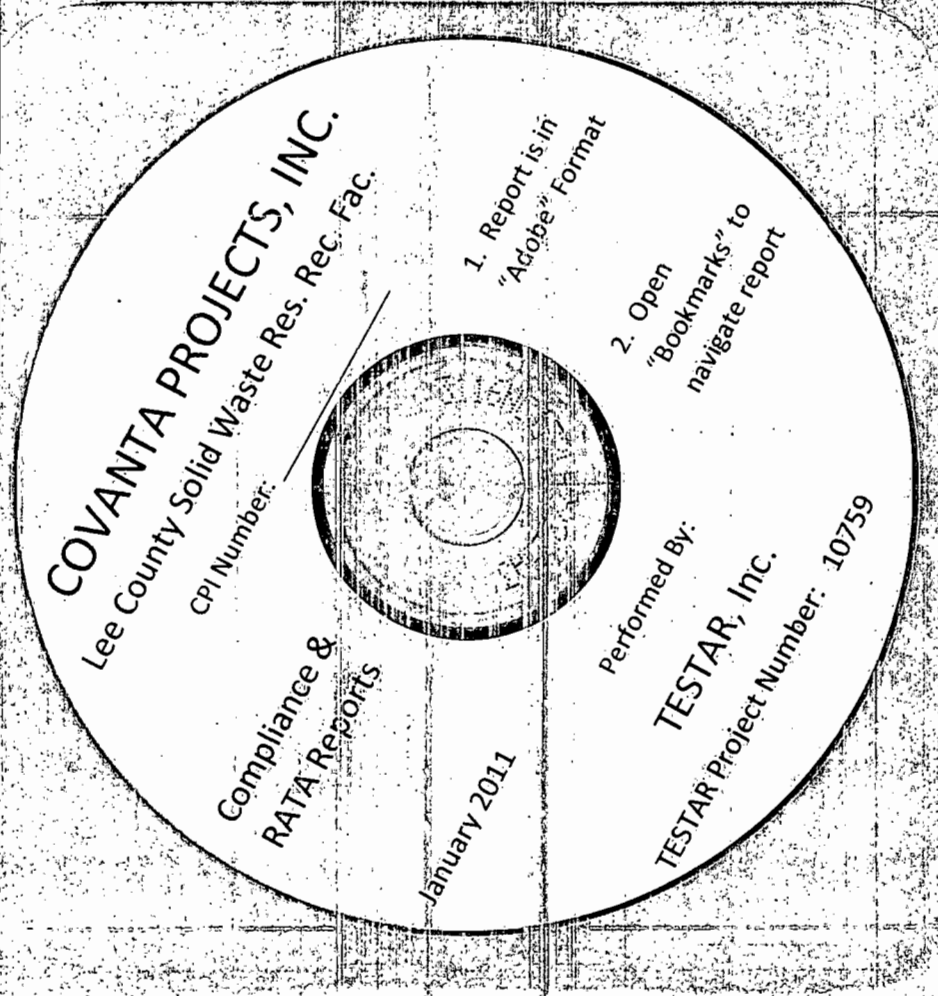 COVANTA PROJECTS, INC.
Lee County Solid Waste Res. Rec. Fac.
CPI Number:
1. Report is in
"Adobe" Format
2. Open
"Bookmarks" to
navigate report
Compliance &
RATA Reports
January 2011
Performed By:
TESTAR, Inc.
TESTAR Project Number: 10759